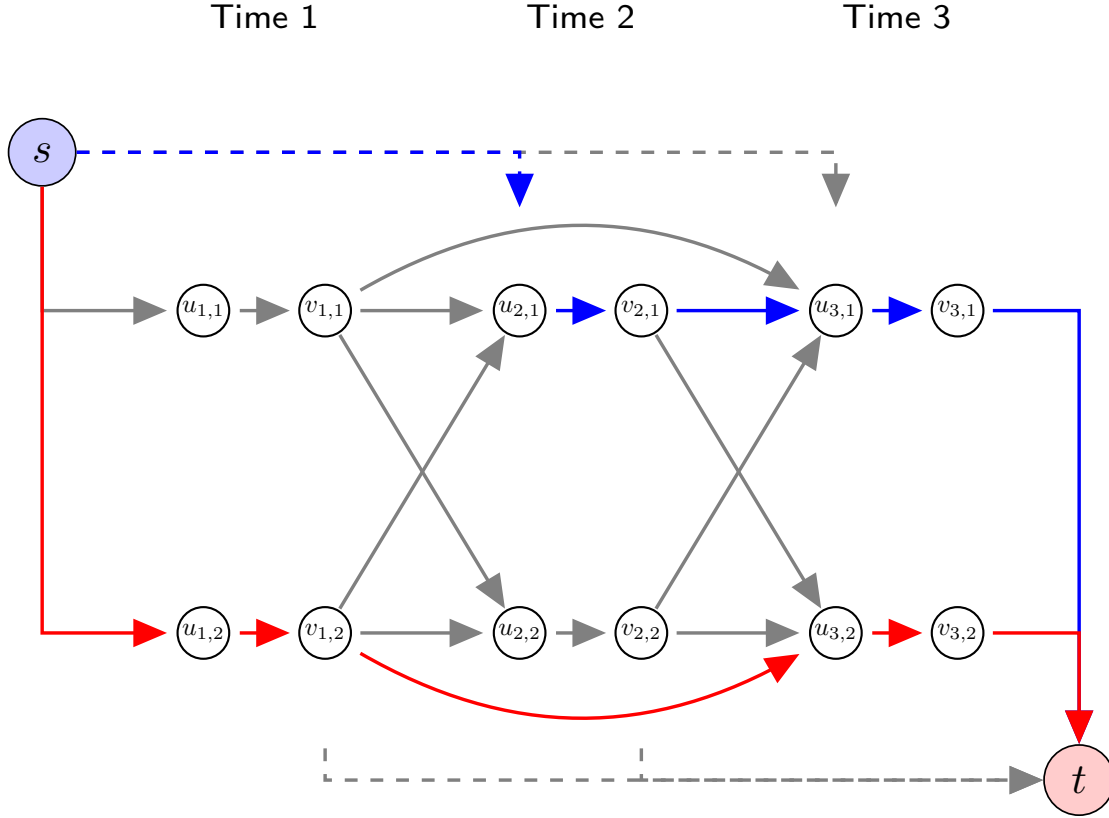 Time 1 Time 2 Time 3
s
u1,1 v1,1 u2,1 v2,1 u3,1 v3,1
u1,2 v1,2 u2,2 v2,2 u3,2 v3,2
t